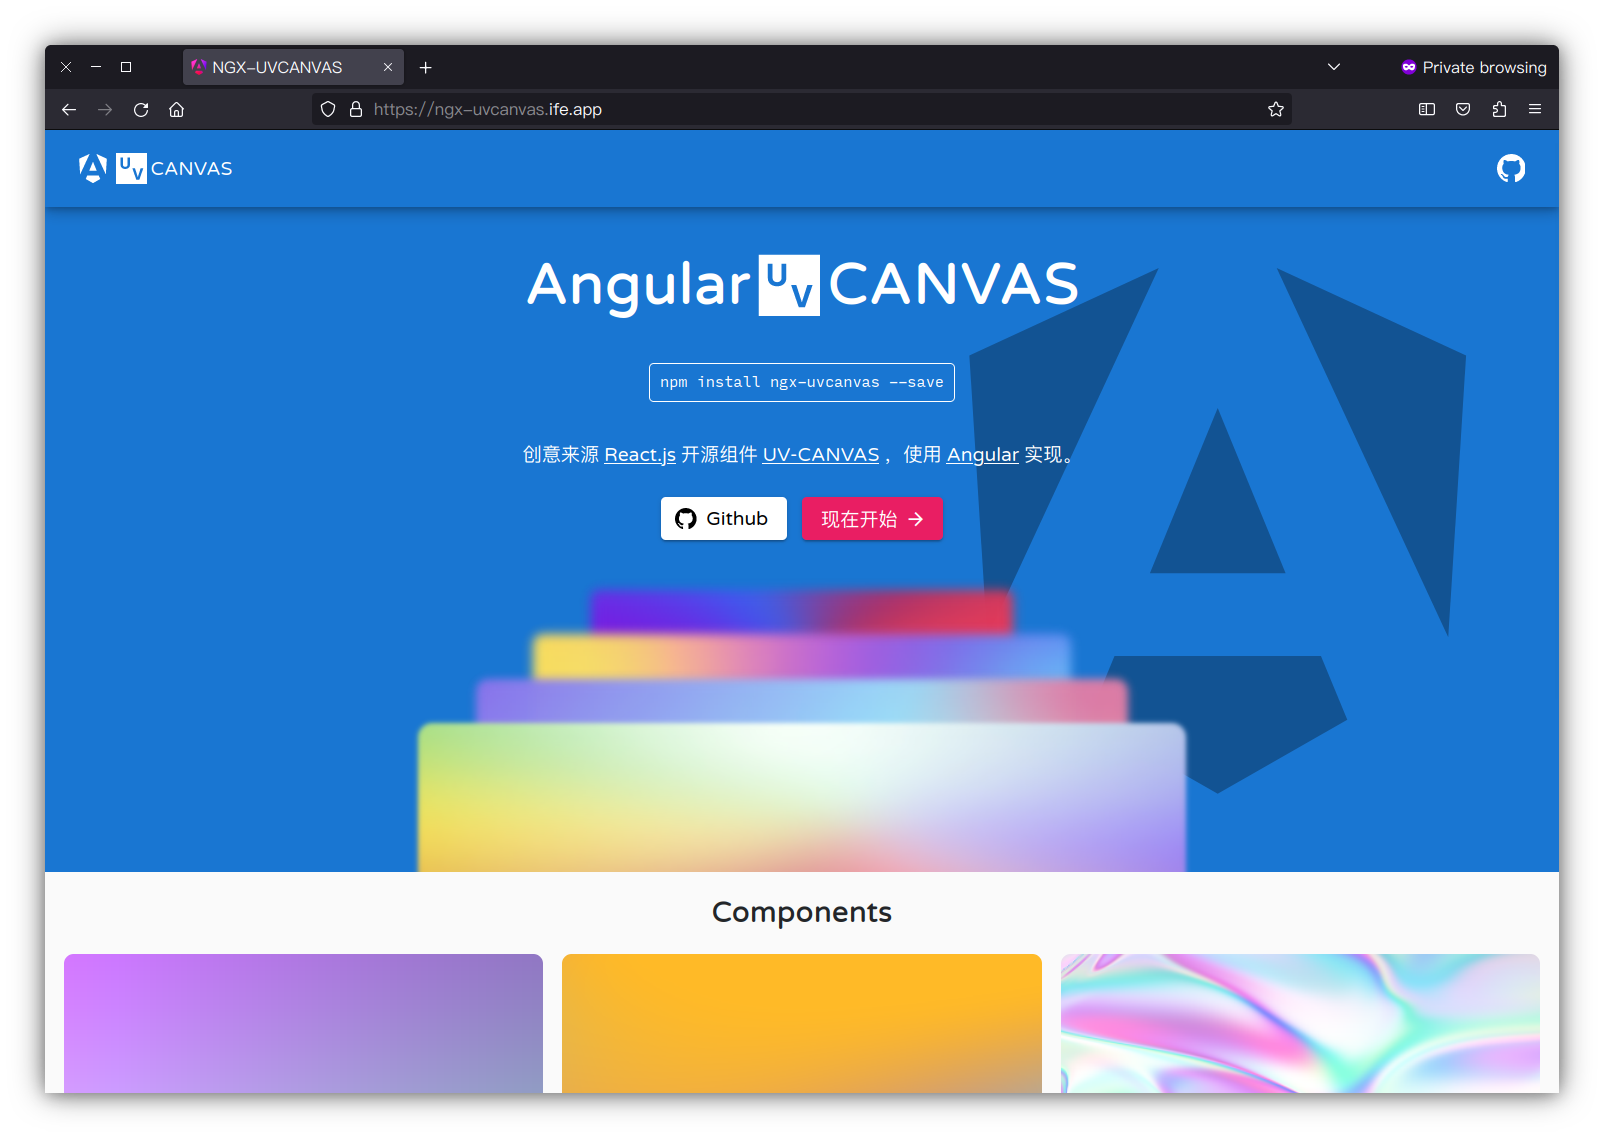 NGX-UVCANVAS
Private browsing
https://ngx-uvcanvas.ife.app
UV CANVAS
Angular UV CANVAS
npm install ngx-uvcanvas --save
创意来源 React.js 开源组件 UV-CANVAS ，使用 Angular 实现。
Github
现在开始
Components